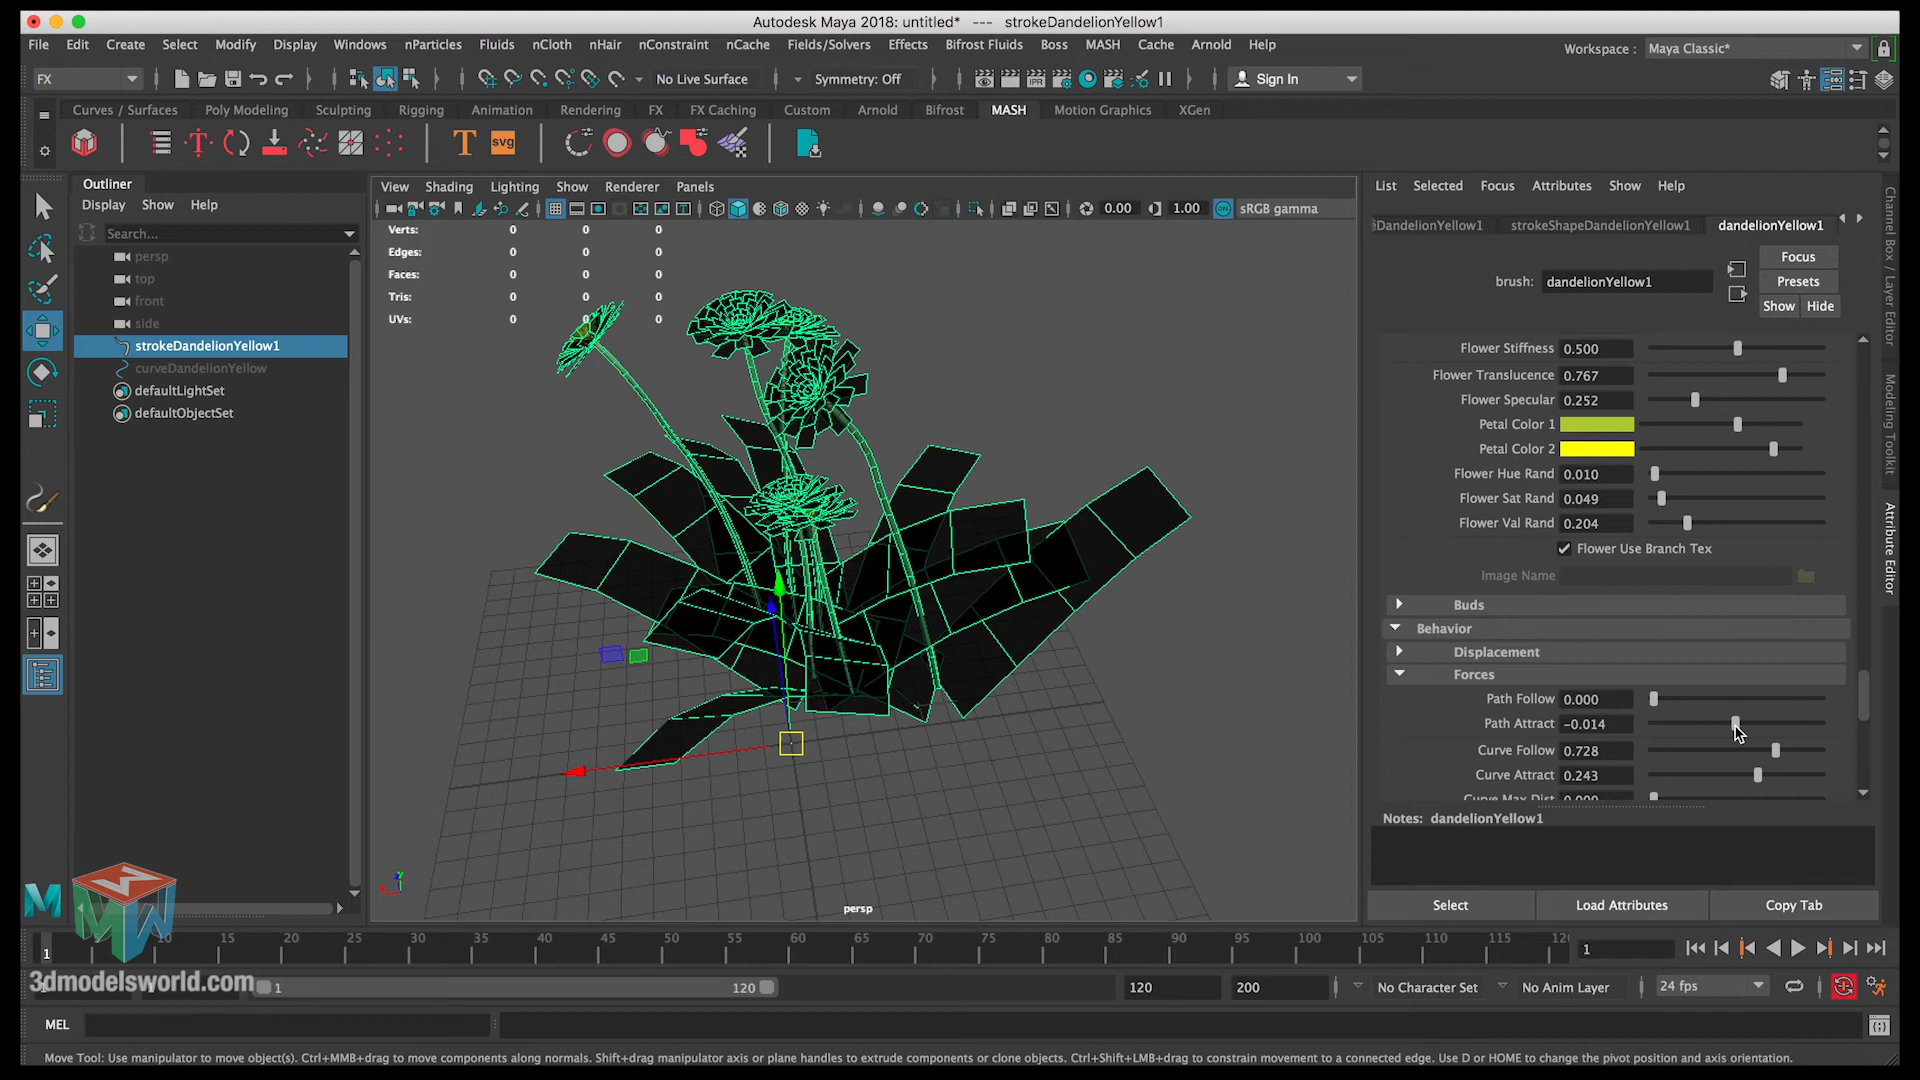 Autodesk Maya 2018: untitled* --- strokeDandelionYellow1
File Edit Create Select Modify Display Windows nParticles Fluids nCloth nHair nConstraint nCache Fields/Solvers Effects Bifrost Fluids Boss MASH Cache Arnold Help
Workspace : Maya Classic*
FX No Live Surface Symmetry: Off IPR Sign In
Curves / Surfaces Poly Modeling Sculpting Rigging Animation Rendering FX FX Caching Custom Arnold Bifrost MASH Motion Graphics XGen
T svg
Outliner
Display Show Help
Search...
persp
top
front
side
strokeDandelionYellow1
curveDandelionYellow
defaultLightSet
defaultObjectSet
View Shading Lighting Show Renderer Panels
0.00 1.00 ON sRGB gamma
Verts: 0 0 0
Edges: 0 0 0
Faces: 0 0 0
Tris: 0 0 0
UVs: 0 0 0
persp
List Selected Focus Attributes Show Help
DandelionYellow1 strokeShapeDandelionYellow1 dandelionYellow1
brush: dandelionYellow1
Focus
Presets
Show Hide
Flower Stiffness 0.500
Flower Translucence 0.767
Flower Specular 0.252
Petal Color 1
Petal Color 2
Flower Hue Rand 0.010
Flower Sat Rand 0.049
Flower Val Rand 0.204
Flower Use Branch Tex
Image Name
Buds
Behavior
Displacement
Forces
Path Follow 0.000
Path Attract -0.014
Curve Follow 0.728
Curve Attract 0.243
Curve Max Dist 0.000
Notes: dandelionYellow1
Select Load Attributes Copy Tab
Channel Box / Layer Editor
Modeling Toolkit
Attribute Editor
1 10 15 20 25 30 35 40 45 50 55 60 65 70 75 80 85 90 95 100 105 110 115 12 1
3dmodelsworld.com
1 120 120 200 No Character Set No Anim Layer 24 fps
MEL
Move Tool: Use manipulator to move object(s). Ctrl+MMB+drag to move components along normals. Shift+drag manipulator axis or plane handles to extrude components or clone objects. Ctrl+Shift+LMB+drag to constrain movement to a connected edge. Use D or HOME to change the pivot position and axis orientation.